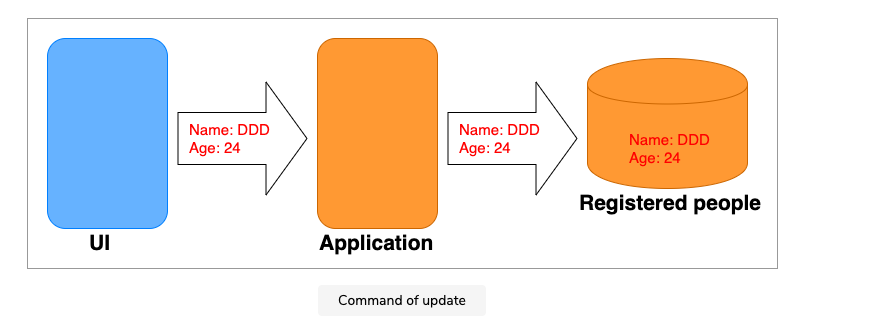 Name: DDD
Age: 24
Name: DDD
Age: 24
Name: DDD
Age: 24
UI
Application
Registered people
Command of update